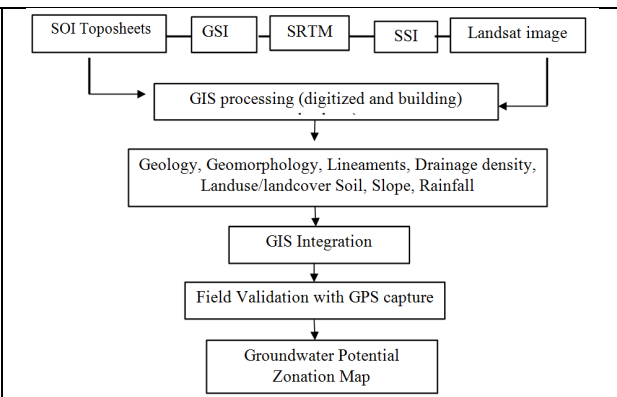 SOI Toposheets
GSI
SRTM
SSI
Landsat image
GIS processing (digitized and building)
Geology, Geomorphology, Lineaments, Drainage density,
Landuse/landcover Soil, Slope, Rainfall
GIS Integration
Field Validation with GPS capture
Groundwater Potential
Zonation Map